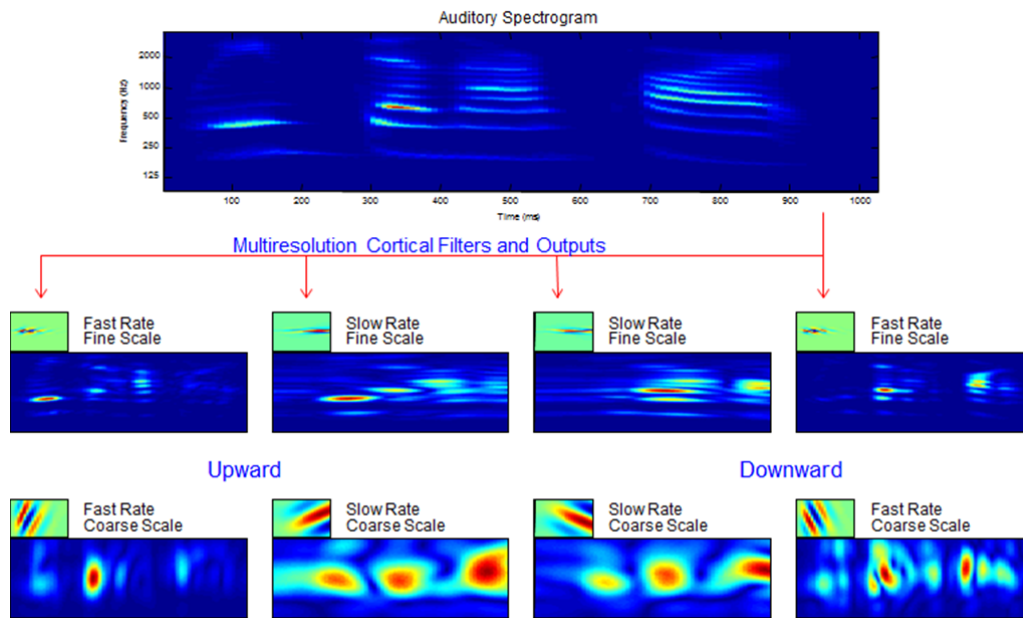 Auditory Spectrogram
Frequency (Hz)
2000
1000
500
250
125
100 200 300 400 500 600 700 800 900 1000
Time (ms)
Multiresolution Cortical Filters and Outputs
Fast Rate
Fine Scale
Slow Rate
Fine Scale
Slow Rate
Fine Scale
Fast Rate
Fine Scale
Upward
Downward
Fast Rate
Coarse Scale
Slow Rate
Coarse Scale
Slow Rate
Coarse Scale
Fast Rate
Coarse Scale